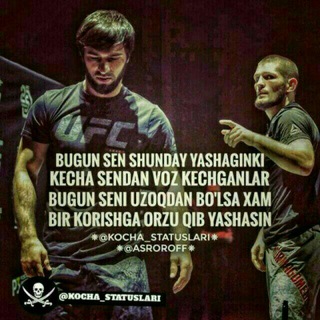 UFC
BUGUN SEN SHUNDAY YASHAGINKI
KECHA SENDAN VOZ KECHGANLAR
BUGUN SENI UZOQDAN BO'LSA XAM
BIR KORISHGA ORZU QIB YASHASIN
*@KOCHA_STATUSLARI*
*@ASROROFF*
@KOCHA_STATUSLARI